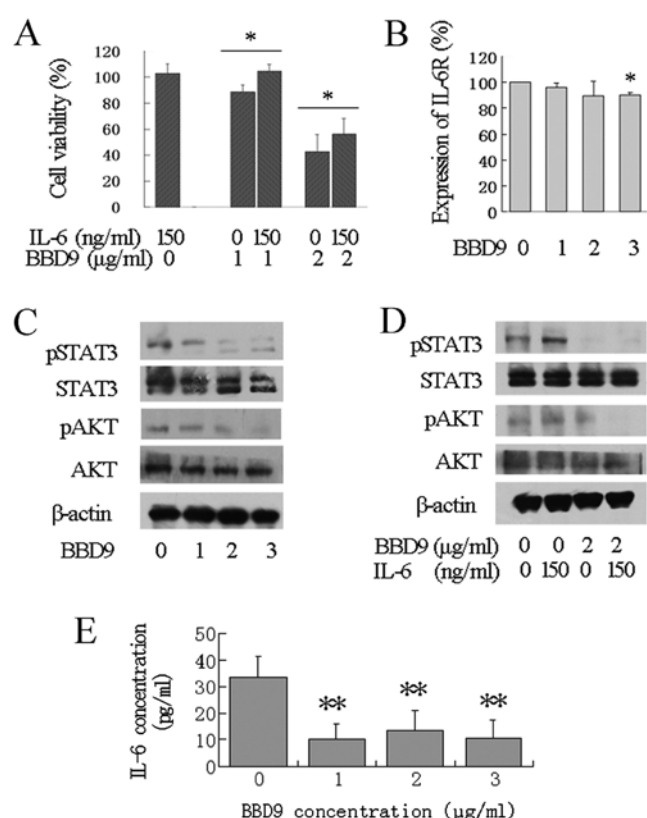 A
Cell viability (%)
120
100
80
60
40
20
0
*
*
IL-6 (ng/ml) 150 0 150 0 150
BBD9 (μg/ml) 0 1 1 2 2
B
Expression of IL-6R (%)
120
100
80
60
40
20
0
*
BBD9 0 1 2 3
C
pSTAT3
STAT3
pAKT
AKT
β-actin
BBD9 0 1 2 3
D
pSTAT3
STAT3
pAKT
AKT
β-actin
BBD9 (μg/ml) 0 0 2 2
IL-6 (ng/ml) 0 150 0 150
E
IL-6 concentration
(pg/ml)
50
40
30
20
10
0
** ** **
0 1 2 3
BBD9 concentration (μg/ml)